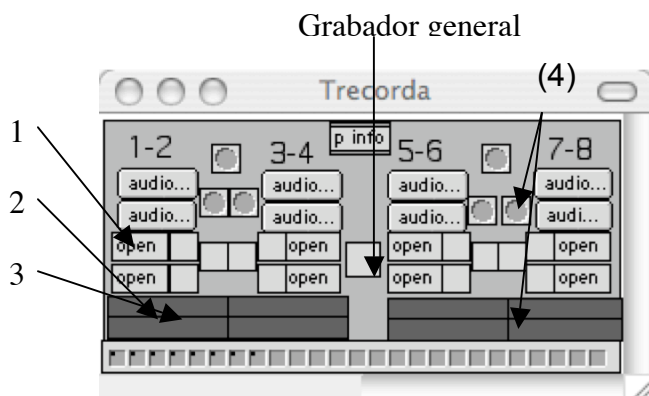 Grabador general
Trecorda
(4)
1
2
3
p info
1-2
3-4
5-6
7-8
audio...
audio...
audio...
audio...
audio...
audio...
audio...
audi...
open
open
open
open
open
open
open
open